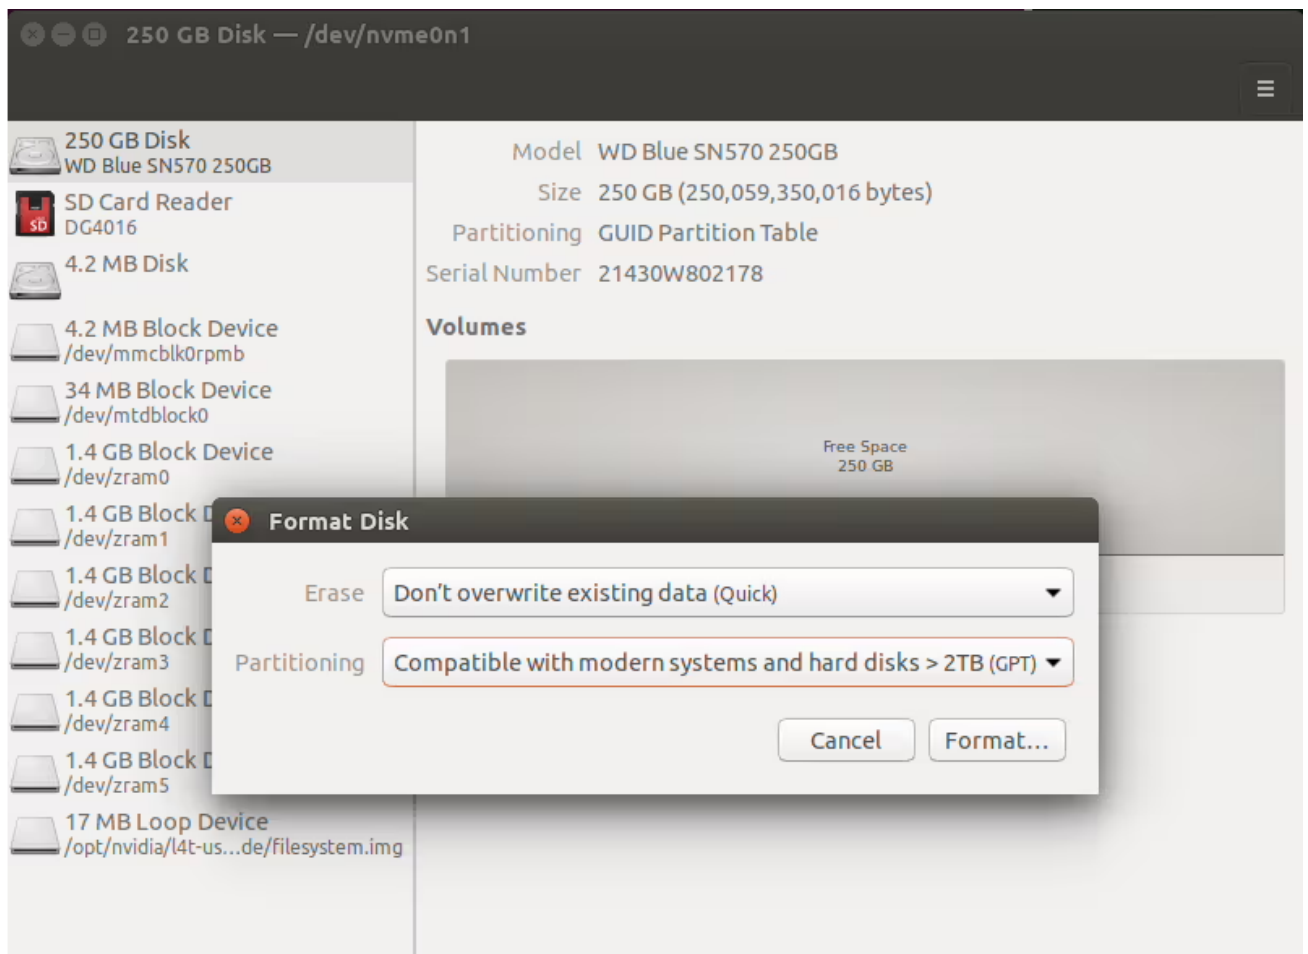 250 GB Disk — /dev/nvme0n1
250 GB Disk
WD Blue SN570 250GB
SD Card Reader
DG4016
4.2 MB Disk
4.2 MB Block Device
/dev/mmcblk0rpmb
34 MB Block Device
/dev/mtdblock0
1.4 GB Block Device
/dev/zram0
1.4 GB Block
/dev/zram1
1.4 GB Block
/dev/zram2
1.4 GB Block
/dev/zram3
1.4 GB Block
/dev/zram4
1.4 GB Block
/dev/zram5
17 MB Loop Device
/opt/nvidia/l4t-us...de/filesystem.img
Model WD Blue SN570 250GB
Size 250 GB (250,059,350,016 bytes)
Partitioning GUID Partition Table
Serial Number 21430W802178
Volumes
Free Space
250 GB
Format Disk
Erase Don't overwrite existing data (Quick)
Partitioning Compatible with modern systems and hard disks > 2TB (GPT)
Cancel Format...
SD